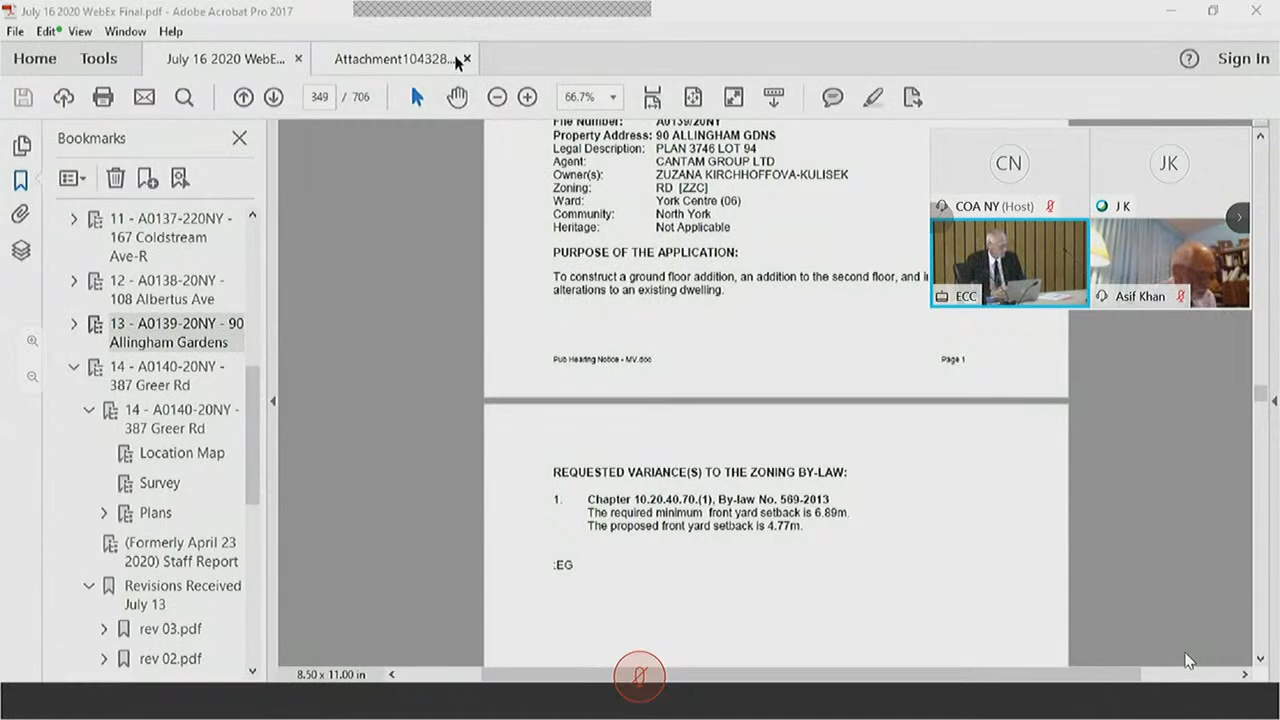 July 16 2020 WebEx Final.pdf - Adobe Acrobat Pro 2017
File Edit View Window Help
Home Tools July 16 2020 WebE... Attachment104328...
Sign In
349 / 706 66.7%
Bookmarks
11 - A0137-220NY -
167 Coldstream
Ave-R
12 - A0138-20NY -
108 Albertus Ave
13 - A0139-20NY - 90
Allingham Gardens
14 - A0140-20NY -
387 Greer Rd
14 - A0140-20NY -
387 Greer Rd
Location Map
Survey
Plans
(Formerly April 23
2020) Staff Report
Revisions Received
July 13
rev 03.pdf
rev 02.pdf
File Number: A0139/20NY
Property Address: 90 ALLINGHAM GDNS
Legal Description: PLAN 3746 LOT 94
Agent: CANTAM GROUP LTD
Owner(s): ZUZANA KIRCHHOFFOVA-KULISEK
Zoning: RD [ZZC]
Ward: York Centre (06)
Community: North York
Heritage: Not Applicable
PURPOSE OF THE APPLICATION:
To construct a ground floor addition, an addition to the second floor, and
alterations to an existing dwelling.
Pub Hearing Notice - MV.doc Page 1
REQUESTED VARIANCE(S) TO THE ZONING BY-LAW:
1. Chapter 10.20.40.70.(1), By-law No. 569-2013
The required minimum front yard setback is 6.89m.
The proposed front yard setback is 4.77m.
:EG
8.50 x 11.00 in
CN
COA NY (Host)
JK
J K
ECC
Asif Khan